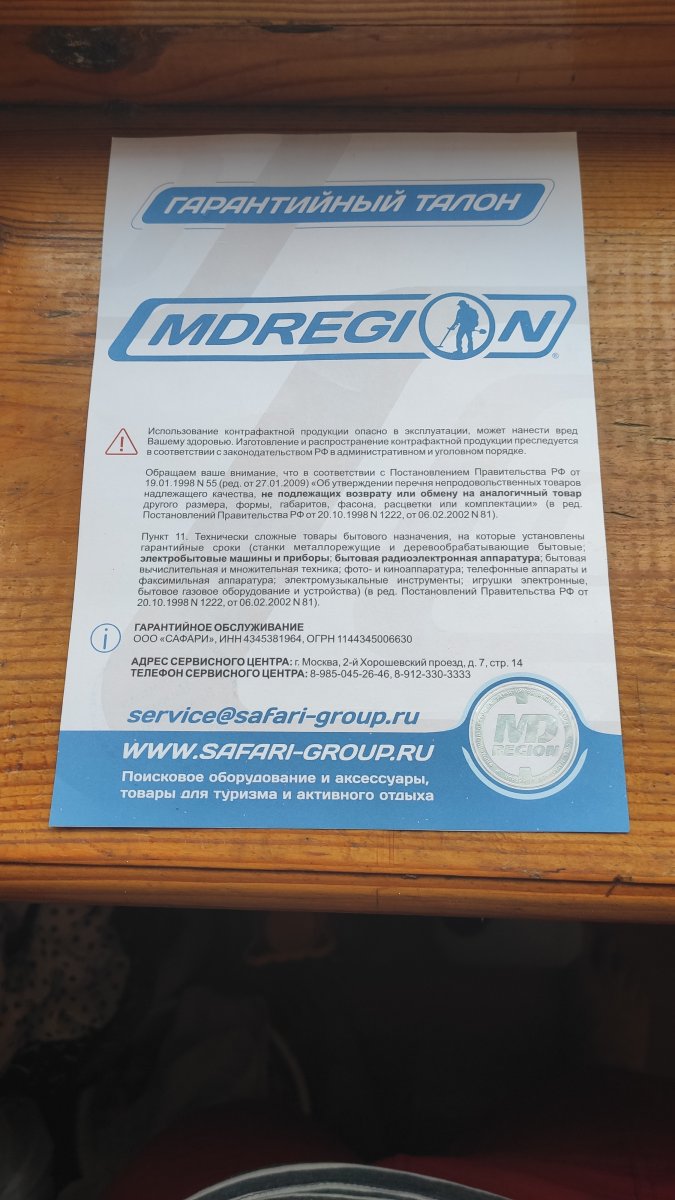 ГАРАНТИЙНЫЙ ТАЛОН
MDREGION
®
Использование контрафактной продукции опасно в эксплуатации, может нанести вред
Вашему здоровью. Изготовление и распространение контрафактной продукции преследуется
в соответствии с законодательством РФ в административном и уголовном порядке.
Обращаем ваше внимание, что в соответствии с Постановлением Правительства РФ от
19.01.1998 N 55 (ред. от 27.01.2009) «Об утверждении перечня непродовольственных товаров
надлежащего качества, не подлежащих возврату или обмену на аналогичный товар
другого размера, формы, габаритов, фасона, расцветки или комплектации» (в ред.
Постановлений Правительства РФ от 20.10.1998 N 1222, от 06.02.2002 N 81).
Пункт 11. Технически сложные товары бытового назначения, на которые установлены
гарантийные сроки (станки металлорежущие и деревообрабатывающие бытовые;
электробытовые машины и приборы; бытовая радиоэлектронная аппаратура; бытовая
вычислительная и множительная техника; фото- и киноаппаратура; телефонные аппараты и
факсимильная аппаратура; электромузыкальные инструменты; игрушки электронные,
бытовое газовое оборудование и устройства) (в ред. Постановлений Правительства РФ от
20.10.1998 N 1222, от 06.02.2002 N 81).
ГАРАНТИЙНОЕ ОБСЛУЖИВАНИЕ
ООО «САФАРИ», ИНН 4345381964, ОГРН 1144345006630
АДРЕС СЕРВИСНОГО ЦЕНТРА: г. Москва, 2-й Хорошевский проезд, д. 7, стр. 14
ТЕЛЕФОН СЕРВИСНОГО ЦЕНТРА: 8-985-045-26-46, 8-912-330-3333
service@safari-group.ru
WWW.SAFARI-GROUP.RU
Поисковое оборудование и аксессуары,
товары для туризма и активного отдыха
MD
REGION